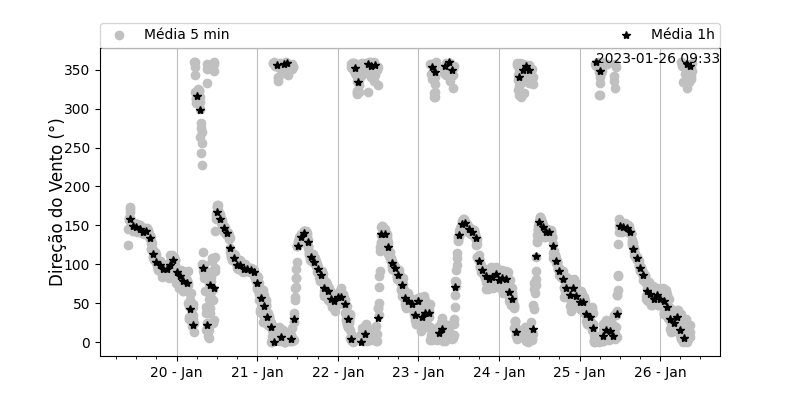 Média 5 min
Média 1h
2023-01-26 09:33
Direção do Vento (°)
350
300
250
200
150
100
50
0
20 - Jan
21 - Jan
22 - Jan
23 - Jan
24 - Jan
25 - Jan
26 - Jan